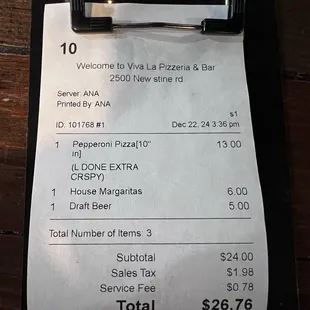 10
Welcome to Viva La Pizzeria & Bar
2500 New stine rd
Server: ANA
Printed By: ANA
s1
ID: 101768 #1 Dec 22, 24 3:36 pm
1 Pepperoni Pizza[10" 13.00
in]
(L DONE EXTRA
CRSPY)
1 House Margaritas 6.00
1 Draft Beer 5.00
Total Number of Items: 3
Subtotal $24.00
Sales Tax $1.98
Service Fee $0.78
Total $26.76